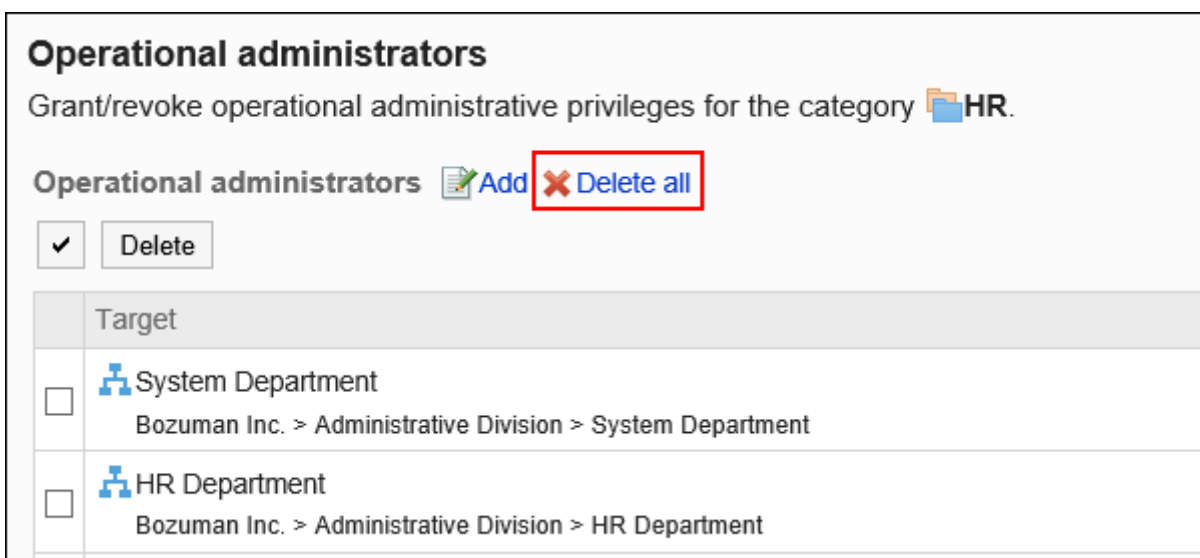 Operational administrators
Grant/revoke operational administrative privileges for the category HR.
Operational administrators Add Delete all
Delete
Target
System Department
Bozuman Inc. > Administrative Division > System Department
HR Department
Bozuman Inc. > Administrative Division > HR Department